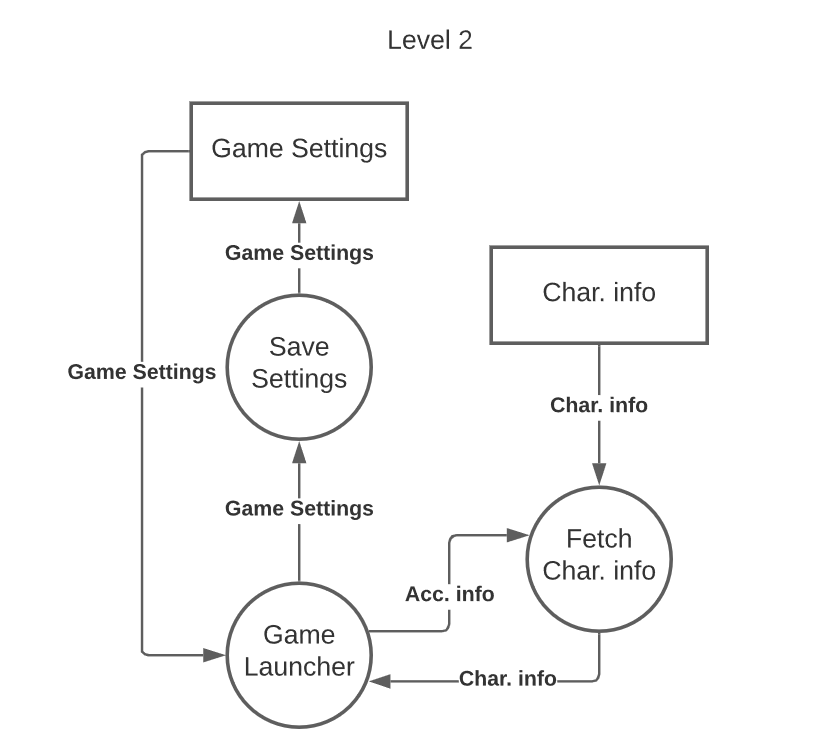 Level 2
Game Settings
Game Settings
Char. info
Save
Settings
Game Settings
Char. info
Game Settings
Fetch
Char. info
Acc. info
Game
Launcher
Char. info